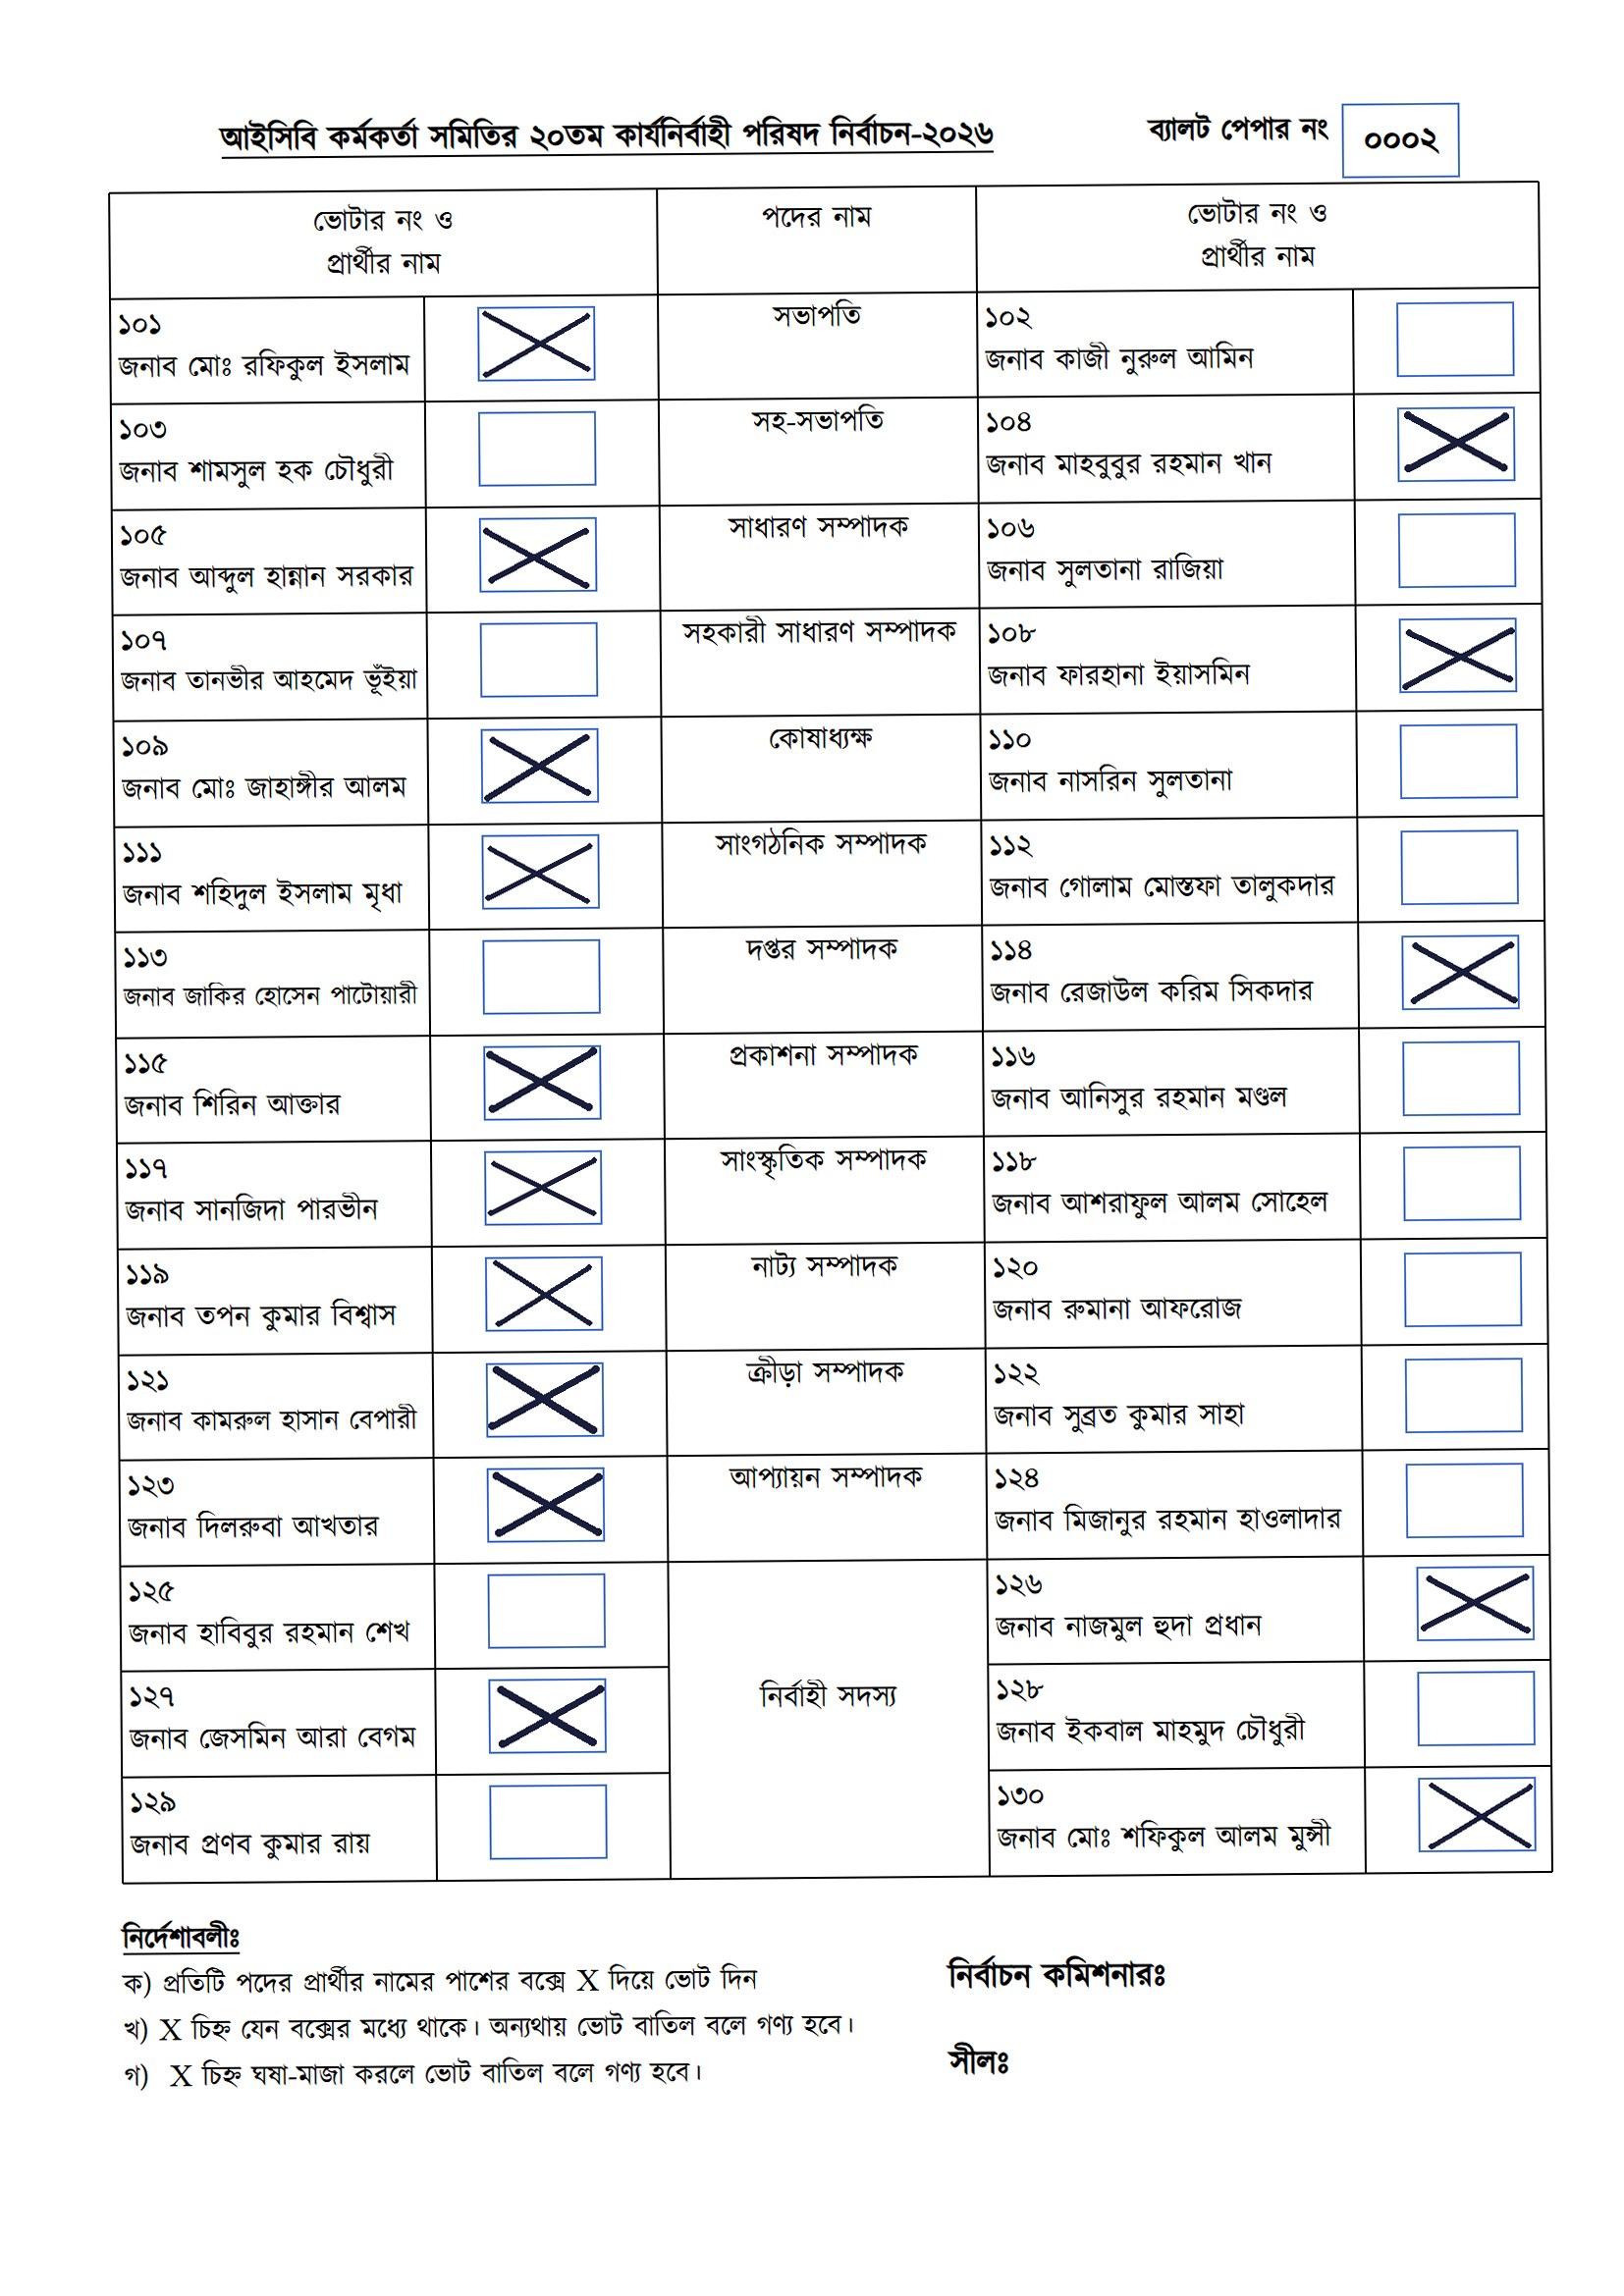 আইসিবি কর্মকর্তা সমিতির ২০তম কার্যনির্বাহী পরিষদ নির্বাচন-২০২৬
ব্যালট পেপার নং ০০০২
ভোটার নং ও
প্রার্থীর নাম
পদের নাম
ভোটার নং ও
প্রার্থীর নাম
১০১
জনাব মোঃ রফিকুল ইসলাম
সভাপতি
১০২
জনাব কাজী নুরুল আমিন
১০৩
জনাব শামসুল হক চৌধুরী
সহ-সভাপতি
১০৪
জনাব মাহবুবুর রহমান খান
১০৫
জনাব আব্দুল হান্নান সরকার
সাধারণ সম্পাদক
১০৬
জনাব সুলতানা রাজিয়া
১০৭
জনাব তানভীর আহমেদ ভূঁইয়া
সহকারী সাধারণ সম্পাদক
১০৮
জনাব ফারহানা ইয়াসমিন
১০৯
জনাব মোঃ জাহাঙ্গীর আলম
কোষাধ্যক্ষ
১১০
জনাব নাসরিন সুলতানা
১১১
জনাব শহিদুল ইসলাম মৃধা
সাংগঠনিক সম্পাদক
১১২
জনাব গোলাম মোস্তফা তালুকদার
১১৩
জনাব জাকির হোসেন পাটোয়ারী
দপ্তর সম্পাদক
১১৪
জনাব রেজাউল করিম সিকদার
১১৫
জনাব শিরিন আক্তার
প্রকাশনা সম্পাদক
১১৬
জনাব আনিসুর রহমান মণ্ডল
১১৭
জনাব সানজিদা পারভীন
সাংস্কৃতিক সম্পাদক
১১৮
জনাব আশরাফুল আলম সোহেল
১১৯
জনাব তপন কুমার বিশ্বাস
নাট্য সম্পাদক
১২০
জনাব রুমানা আফরোজ
১২১
জনাব কামরুল হাসান বেপারী
ক্রীড়া সম্পাদক
১২২
জনাব সুব্রত কুমার সাহা
১২৩
জনাব দিলরুবা আখতার
আপ্যায়ন সম্পাদক
১২৪
জনাব মিজানুর রহমান হাওলাদার
১২৫
জনাব হাবিবুর রহমান শেখ
১২৬
জনাব নাজমুল হুদা প্রধান
১২৭
জনাব জেসমিন আরা বেগম
নির্বাহী সদস্য
১২৮
জনাব ইকবাল মাহমুদ চৌধুরী
১২৯
জনাব প্রণব কুমার রায়
১৩০
জনাব মোঃ শফিকুল আলম মুন্সী
নির্দেশাবলীঃ
ক) প্রতিটি পদের প্রার্থীর নামের পাশের বক্সে X দিয়ে ভোট দিন
খ) X চিহ্ন যেন বক্সের মধ্যে থাকে। অন্যথায় ভোট বাতিল বলে গণ্য হবে।
গ) X চিহ্ন ঘষা-মাজা করলে ভোট বাতিল বলে গণ্য হবে।
নির্বাচন কমিশনারঃ
সীলঃ